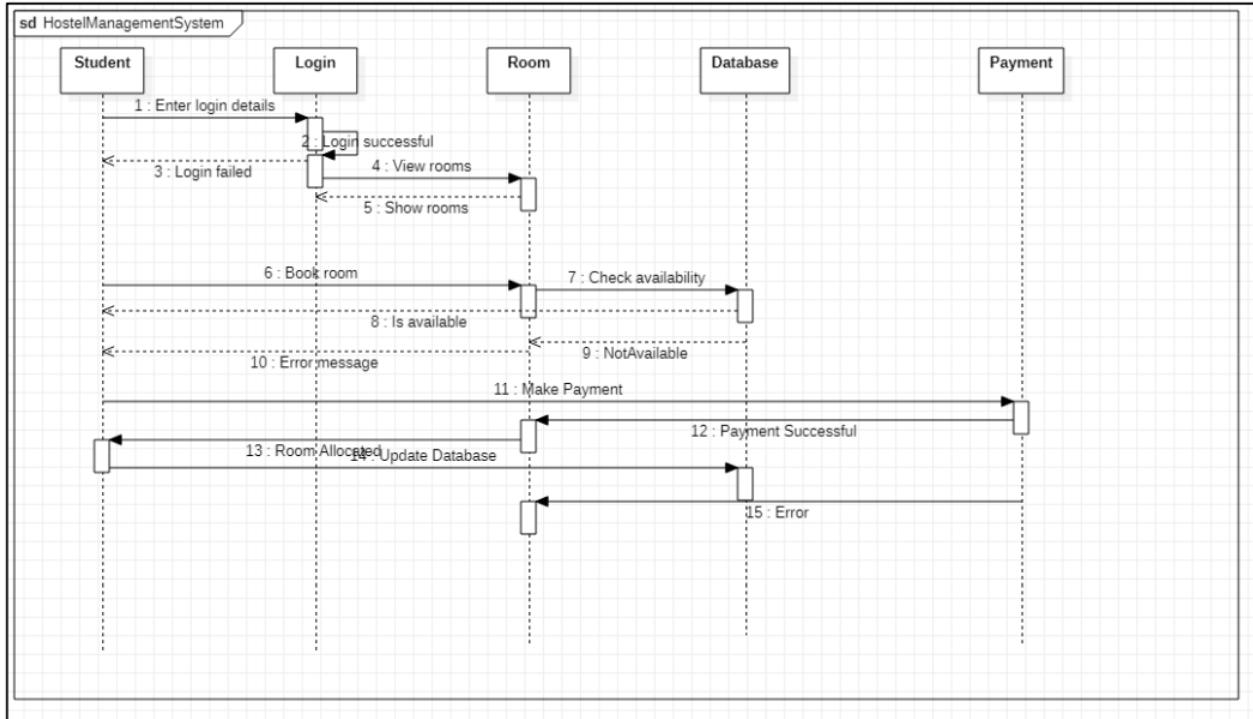 sd HostelManagementSystem
Student
Login
Room
Database
Payment
1 : Enter login details
2 : Login successful
3 : Login failed
4 : View rooms
5 : Show rooms
6 : Book room
7 : Check availability
8 : Is available
9 : NotAvailable
10 : Error message
11 : Make Payment
12 : Payment Successful
13 : Room Allocated
14 : Update Database
15 : Error